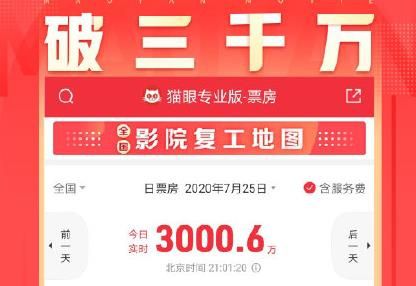 MAOYANMOVIE
破三千万
猫眼专业版-票房
全国影院复工地图
全国 日票房 2020年7月25日 含服务费
前一天
今日实时 3000.6万
后一天
北京时间 21:01:20